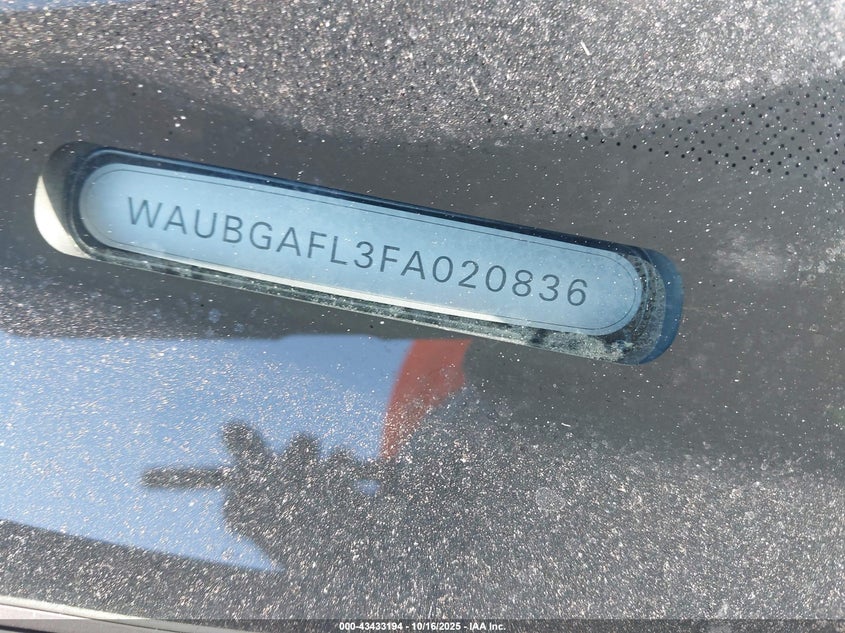 WAUBGAFL3FA020836
000-43433194 - 10/16/2025 - IAA Inc.